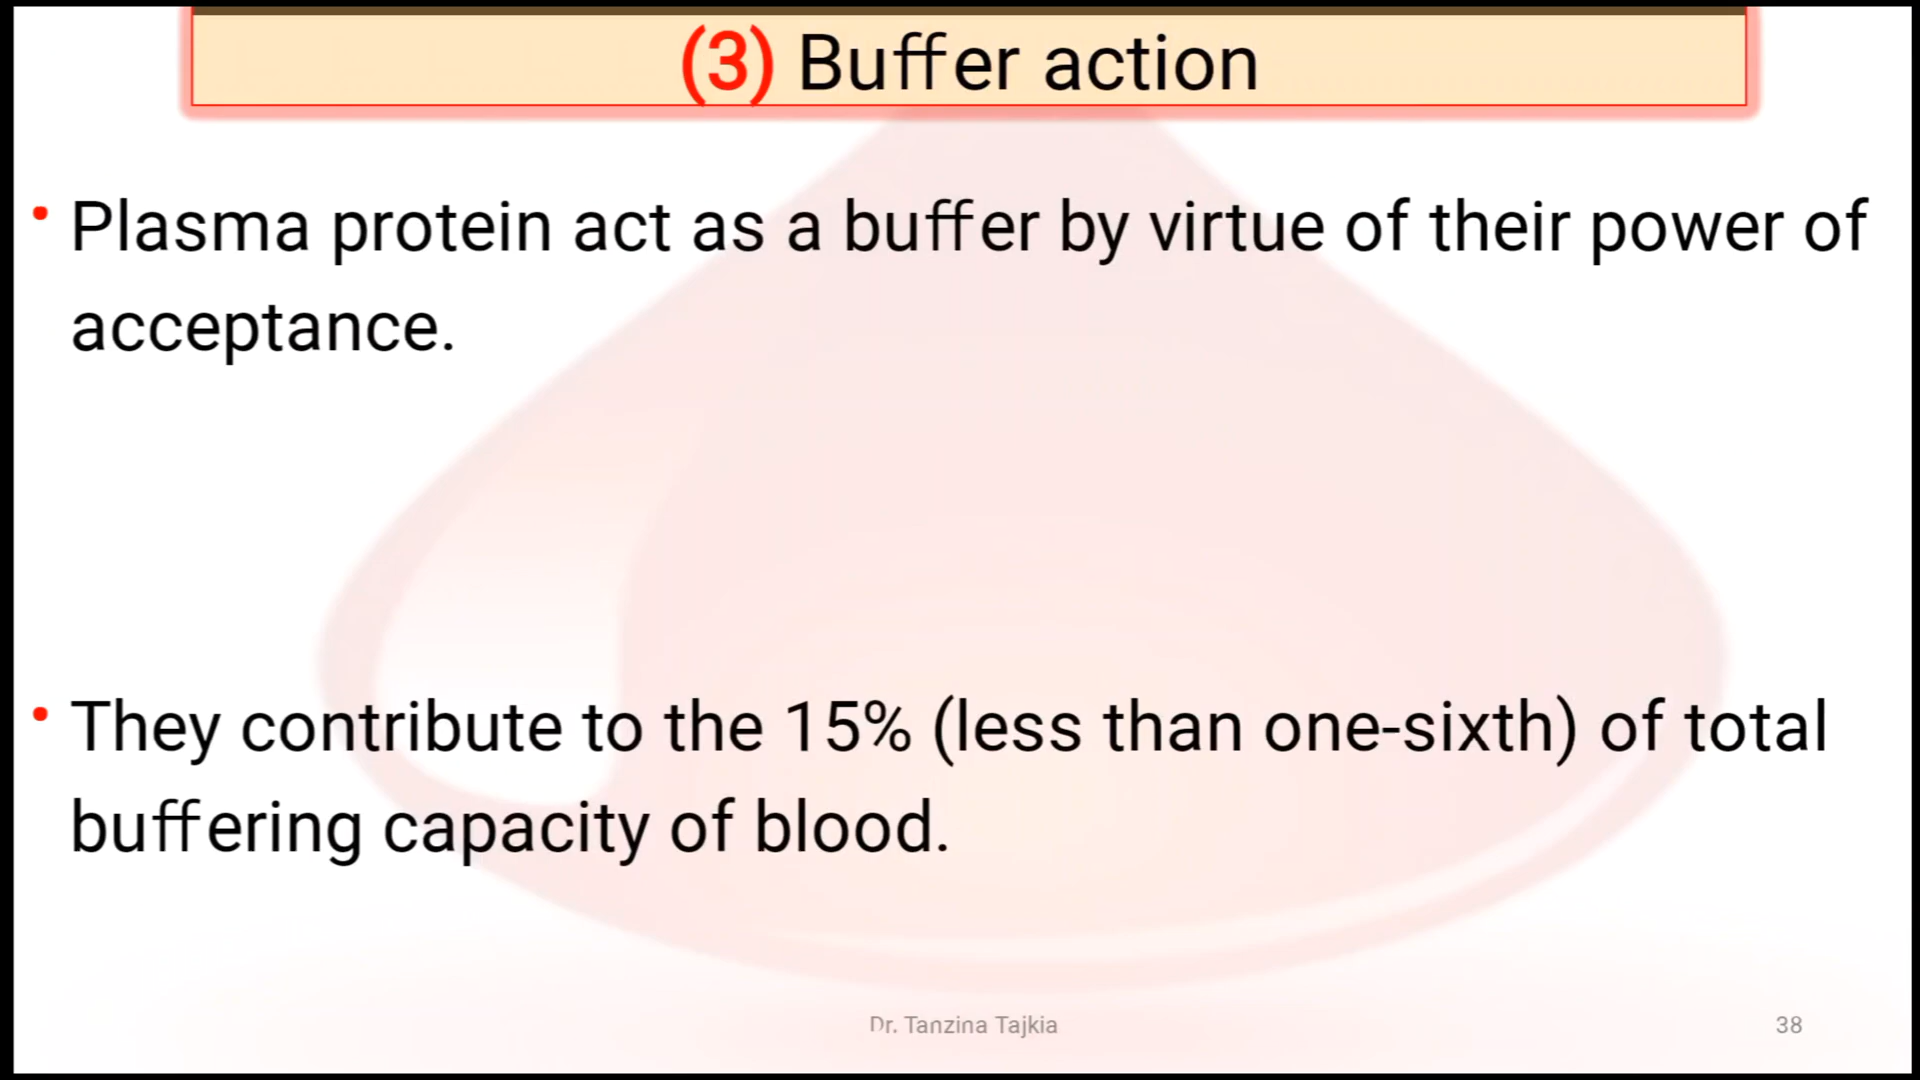 (3) Buffer action
• Plasma protein act as a buffer by virtue of their power of
acceptance.
• They contribute to the 15% (less than one-sixth) of total
buffering capacity of blood.
Dr. Tanzina Tajkia
38